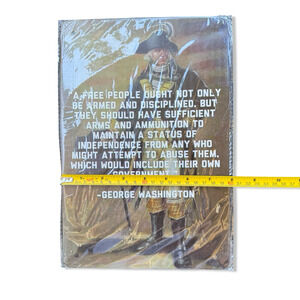 "A FREE PEOPLE OUGHT NOT ONLY
BE ARMED AND DISCIPLINED, BUT
THEY SHOULD HAVE SUFFICIENT
ARMS AND AMMUNITION TO
MAINTAIN A STATUS OF
INDEPENDENCE FROM ANY WHO
MIGHT ATTEMPT TO ABUSE THEM,
WHICH WOULD INCLUDE THEIR OWN
GOVERNMENT."
-GEORGE WASHINGTON